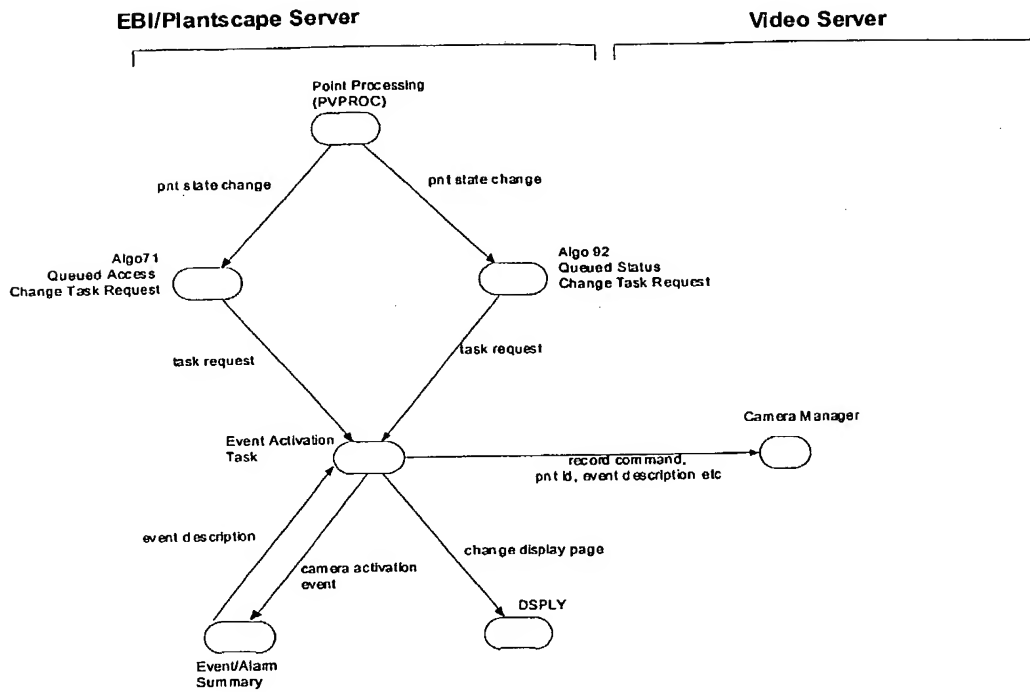 EBI/Plantscape Server
Video Server
Point Processing
(PVPROC)
pnt state change
pnt state change
Algo71
Queued Access
Change Task Request
Algo 92
Queued Status
Change Task Request
task request
task request
Event Activation
Task
Camera Manager
record command,
pnt id, event description etc
event description
camera activation
event
change display page
DSPLY
Event/Alarm
Summary